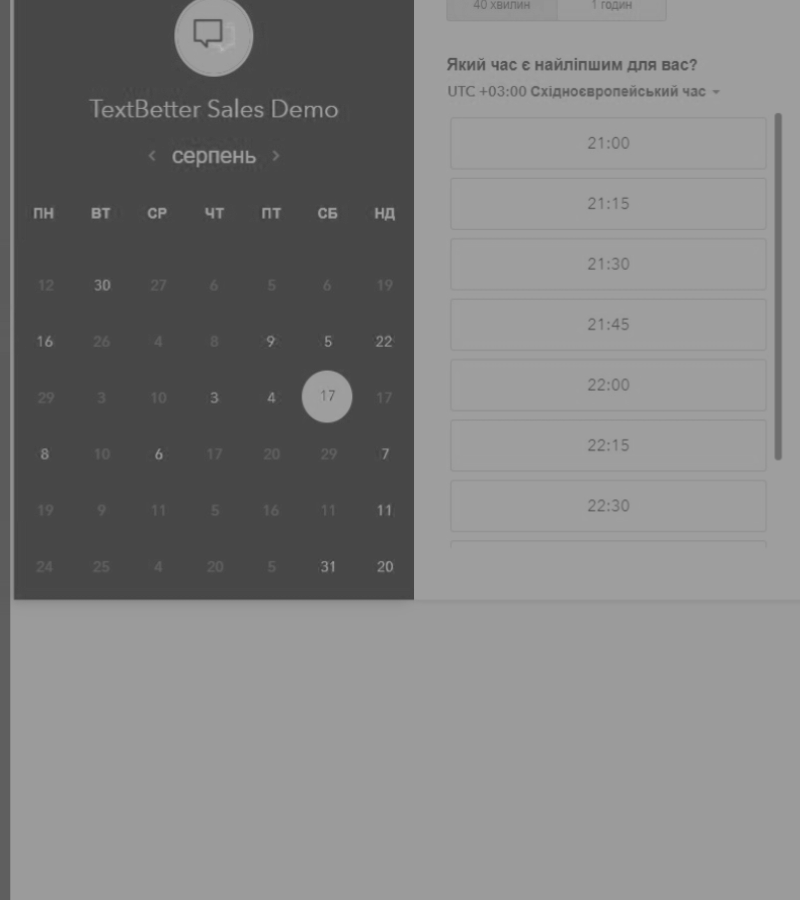 TextBetter Sales Demo
серпень
ПН ВТ СР ЧТ ПТ СБ НД
12 30 27 6 5 6 19
16 26 4 8 9 5 22
29 3 10 3 4 17 17
8 10 6 17 20 29 7
19 9 11 5 16 11 11
24 25 4 20 5 31 20
40 хвилин 1 годин
Який час є найліпшим для вас?
UTC +03:00 Східноєвропейський час
21:00
21:15
21:30
21:45
22:00
22:15
22:30